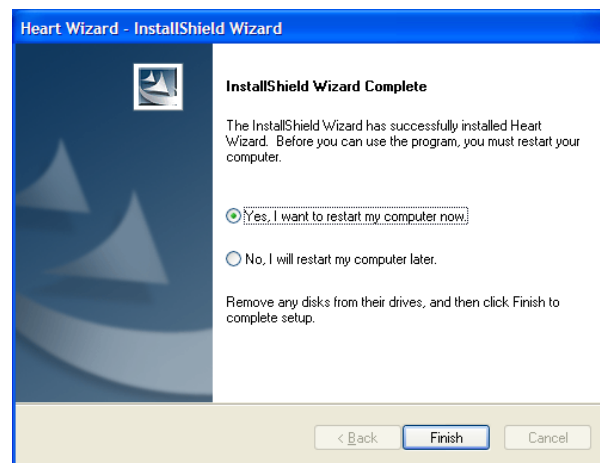 Heart Wizard - InstallShield Wizard
InstallShield Wizard Complete
The InstallShield Wizard has successfully installed Heart
Wizard. Before you can use the program, you must restart your
computer.
Yes, I want to restart my computer now.
No, I will restart my computer later.
Remove any disks from their drives, and then click Finish to
complete setup.
< Back Finish Cancel